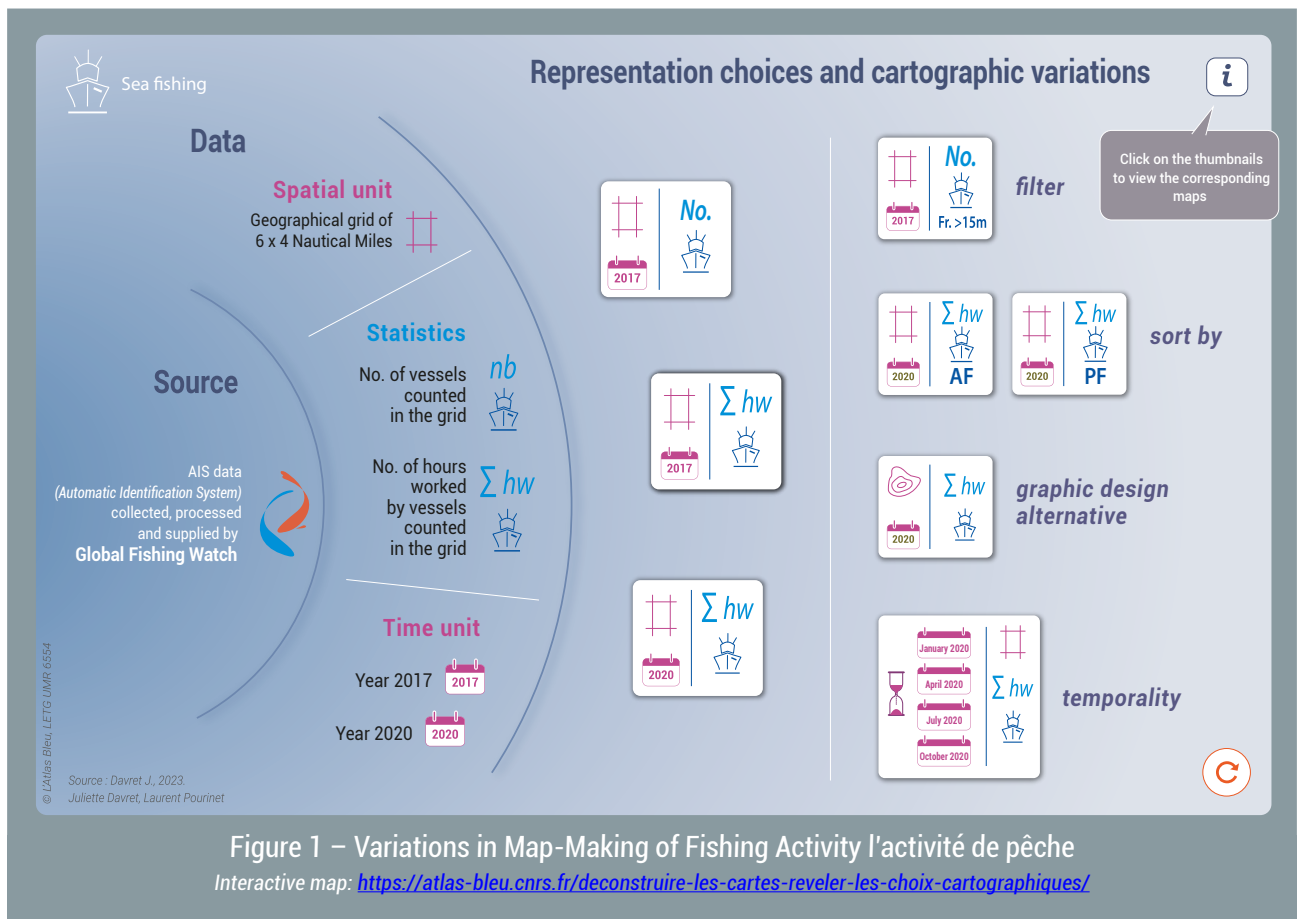 Sea fishing
Representation choices and cartographic variations
i
Click on the thumbnails
to view the corresponding
maps
Data
Spatial unit
Geographical grid of
6 x 4 Nautical Miles
Statistics
No. of vessels
counted
in the grid
nb
No. of hours
worked
by vessels
counted
in the grid
∑ hw
Time unit
Year 2017
2017
Year 2020
2020
Source
AIS data
(Automatic Identification System)
collected, processed
and supplied by
Global Fishing Watch
No.
2017
∑ hw
2017
∑ hw
2020
No.
2017
Fr. >15m
filter
∑ hw
2020
AF
∑ hw
2020
PF
sort by
∑ hw
2020
graphic design
alternative
January 2020
April 2020
July 2020
October 2020
∑ hw
temporality
© L'Atlas Bleu, LETG UMR 6554
Source : Davret J., 2023.
Juliette Davret, Laurent Pourinet
Figure 1 – Variations in Map-Making of Fishing Activity l'activité de pêche
Interactive map: https://atlas-bleu.cnrs.fr/deconstruire-les-cartes-reveler-les-choix-cartographiques/